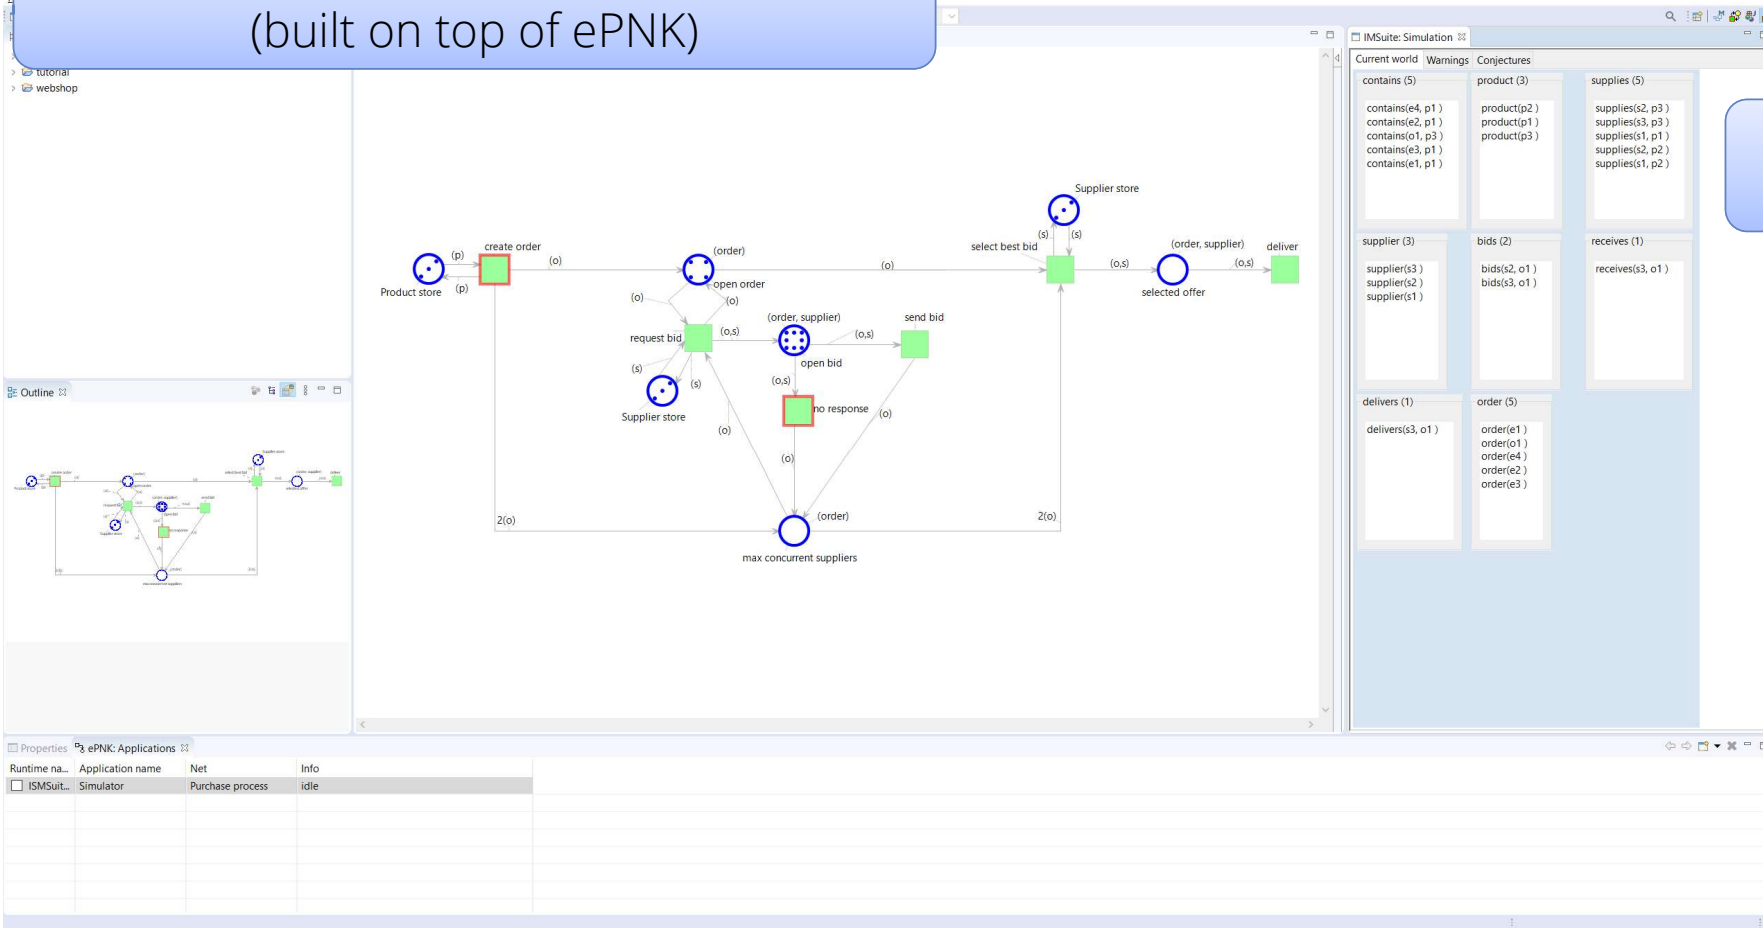 (built on top of ePNK)
tutorial
webshop
Outline
create order
(p)
(o)
Product store
(p)
(order)
open order
(o)
(o)
(o)
request bid
(o,s)
(order, supplier)
(o,s)
send bid
open bid
(s)
(s)
Supplier store
(o,s)
no response
(o)
(o)
(o)
2(o)
(order)
2(o)
max concurrent suppliers
Supplier store
(s)
(s)
select best bid
(o,s)
(order, supplier)
selected offer
(o,s)
deliver
IMSuite: Simulation
Current world Warnings Conjectures
contains (5)
contains(e4, p1 )
contains(e2, p1 )
contains(o1, p3 )
contains(e3, p1 )
contains(e1, p1 )
product (3)
product(p2 )
product(p1 )
product(p3 )
supplies (5)
supplies(s2, p3 )
supplies(s3, p3 )
supplies(s1, p1 )
supplies(s2, p2 )
supplies(s1, p2 )
supplier (3)
supplier(s3 )
supplier(s2 )
supplier(s1 )
bids (2)
bids(s2, o1 )
bids(s3, o1 )
receives (1)
receives(s3, o1 )
delivers (1)
delivers(s3, o1 )
order (5)
order(e1 )
order(o1 )
order(e4 )
order(e2 )
order(e3 )
Properties ePNK: Applications
Runtime na... Application name Net Info
ISMSuit... Simulator Purchase process idle